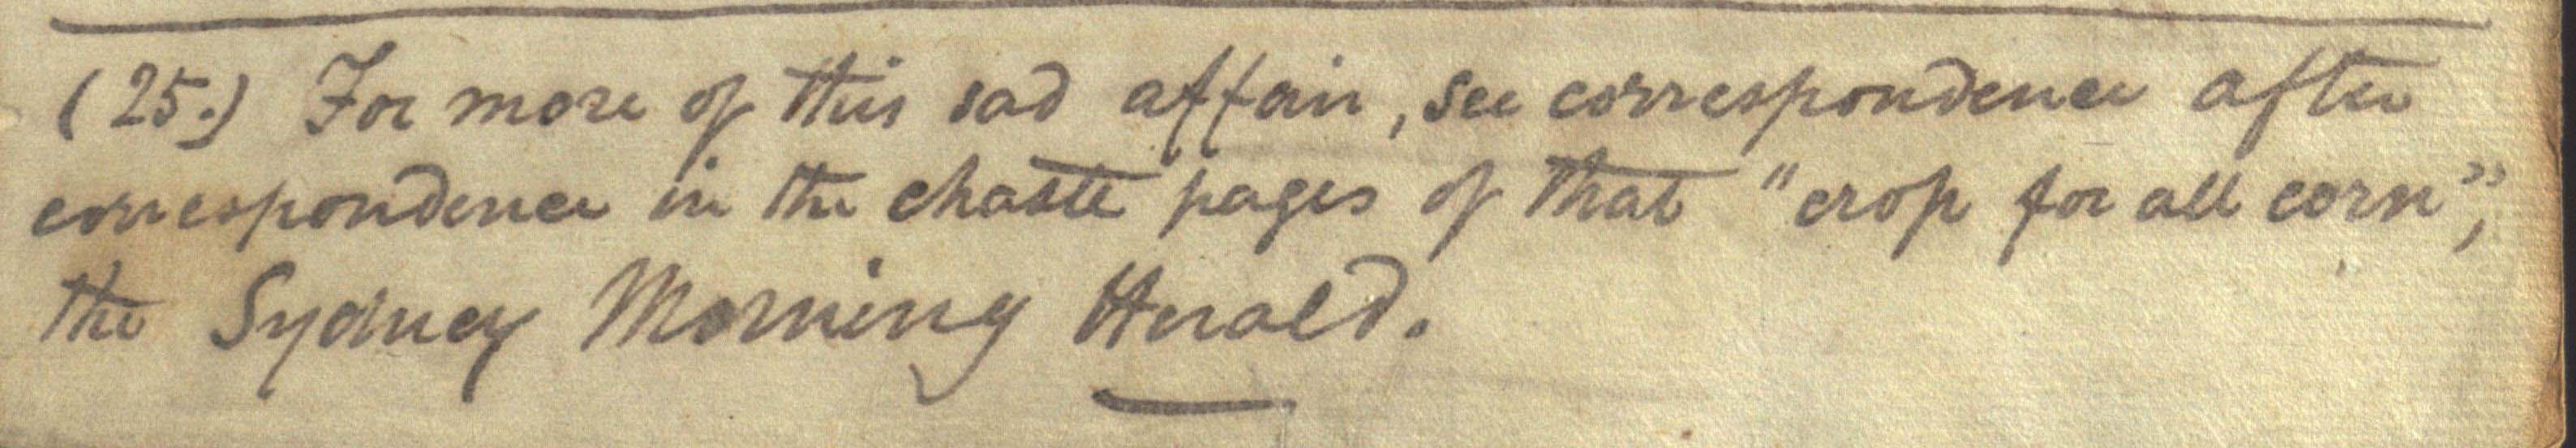 (25.) For more of this sad affair, see correspondence after
correspondence in the chaste pages of that "crop for all corn",
the Sydney Morning Herald.